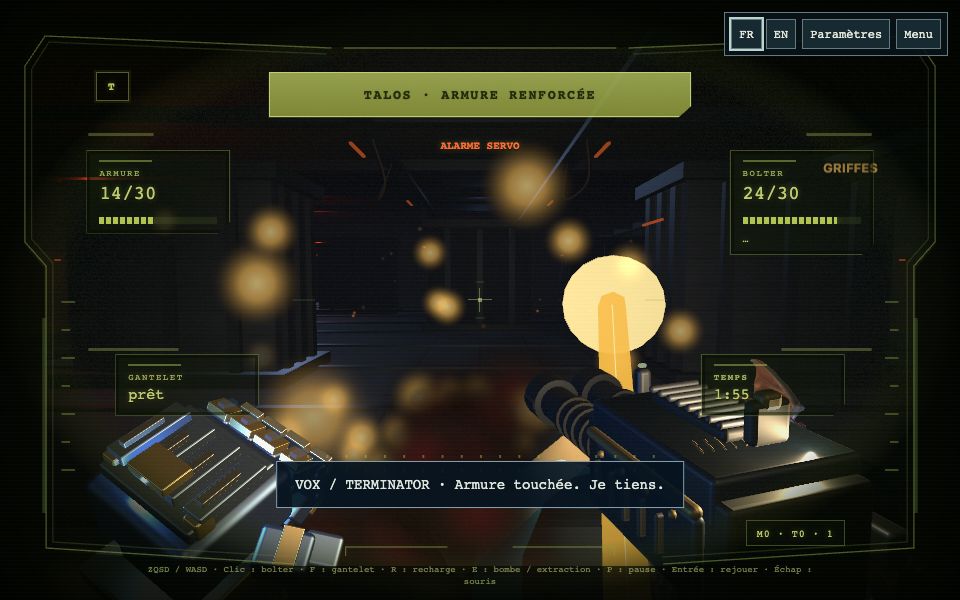 FR EN Paramètres Menu
T
TALOS · ARMURE RENFORCÉE
ALARME SERVO
ARMURE
14/30
BOLTER
24/30
…
GRIFFES
GANTELET
prêt
TEMPS
1:55
VOX / TERMINATOR · Armure touchée. Je tiens.
M0 · T0 · 1
ZQSD / WASD · Clic : bolter · F : gantelet · R : recharge · E : bombe / extraction · P : pause · Entrée : rejouer · Échap :
souris